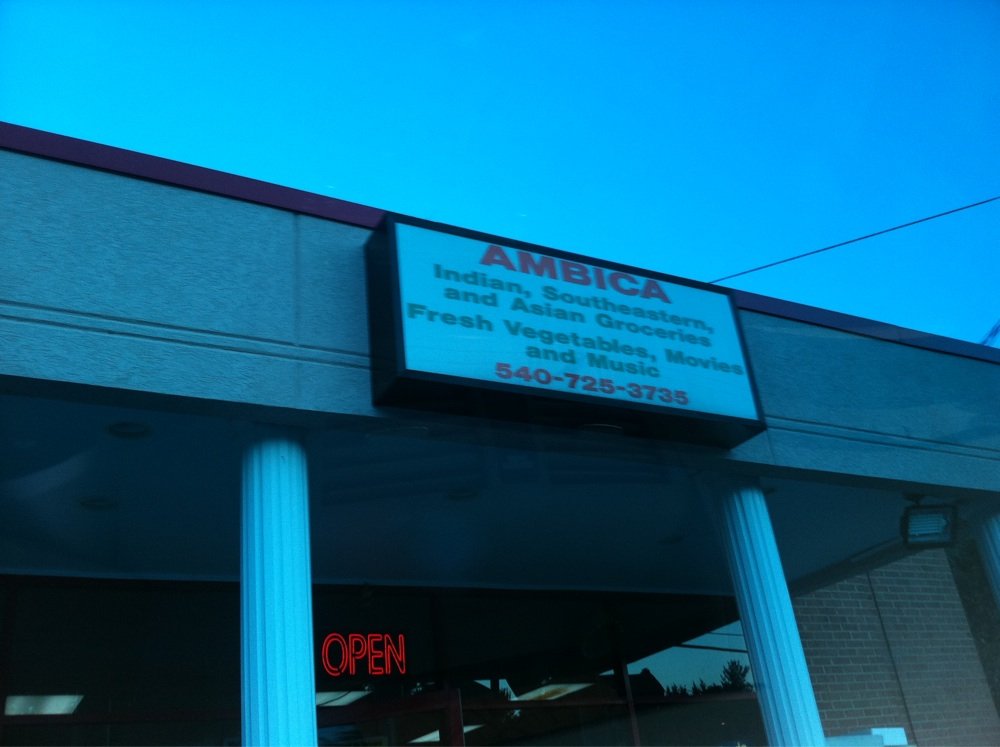 AMBICA
Indian, Southeastern,
and Asian Groceries
Fresh Vegetables, Movies
and Music
540-725-3735
OPEN